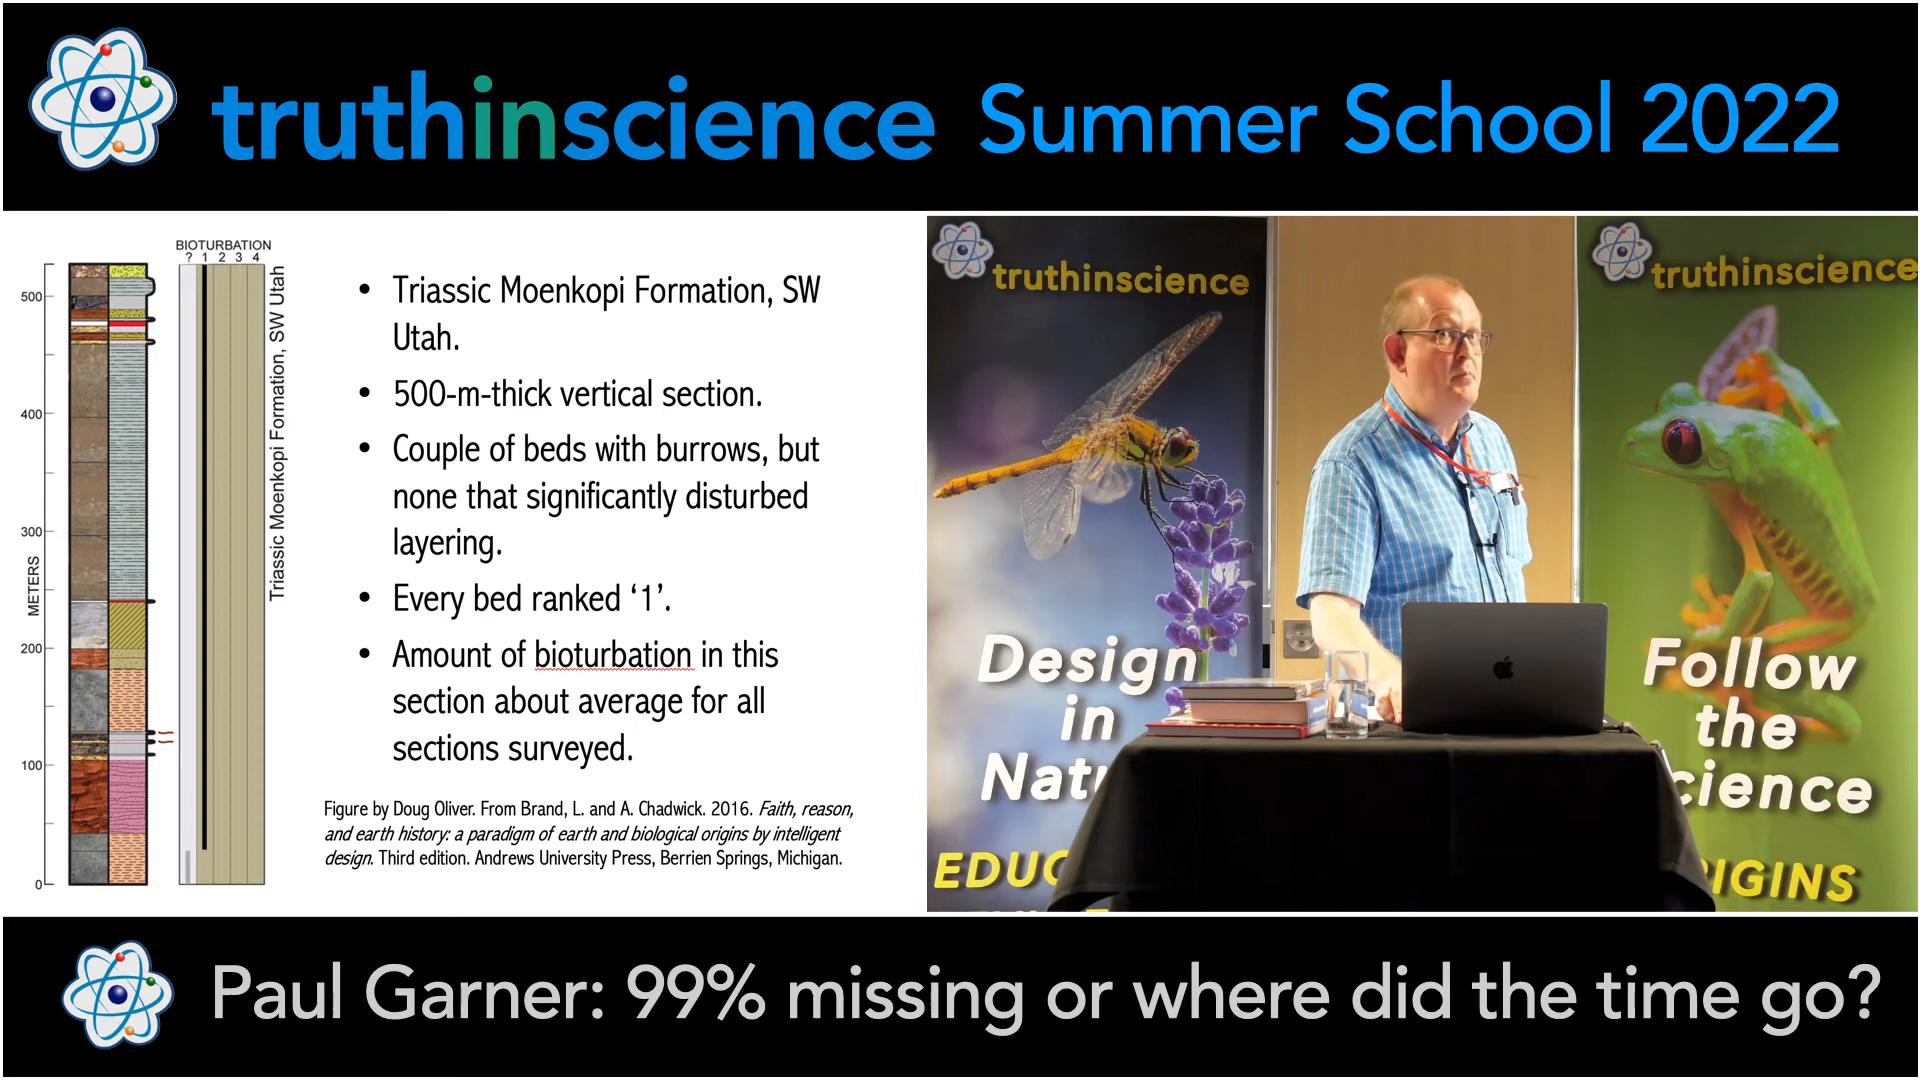 truthinscience Summer School 2022
BIOTURBATION
? 1 2 3 4
500
400
300
200
100
0
METERS
Triassic Moenkopi Formation, SW Utah
• Triassic Moenkopi Formation, SW
Utah.
• 500-m-thick vertical section.
• Couple of beds with burrows, but
none that significantly disturbed
layering.
• Every bed ranked ‘1’.
• Amount of bioturbation in this
section about average for all
sections surveyed.
Figure by Doug Oliver. From Brand, L. and A. Chadwick. 2016. Faith, reason,
and earth history: a paradigm of earth and biological origins by intelligent
design. Third edition. Andrews University Press, Berrien Springs, Michigan.
truthinscience
Design
in
Natu
EDUC
truthinscience
Follow
the
cience
IGINS
Paul Garner: 99% missing or where did the time go?